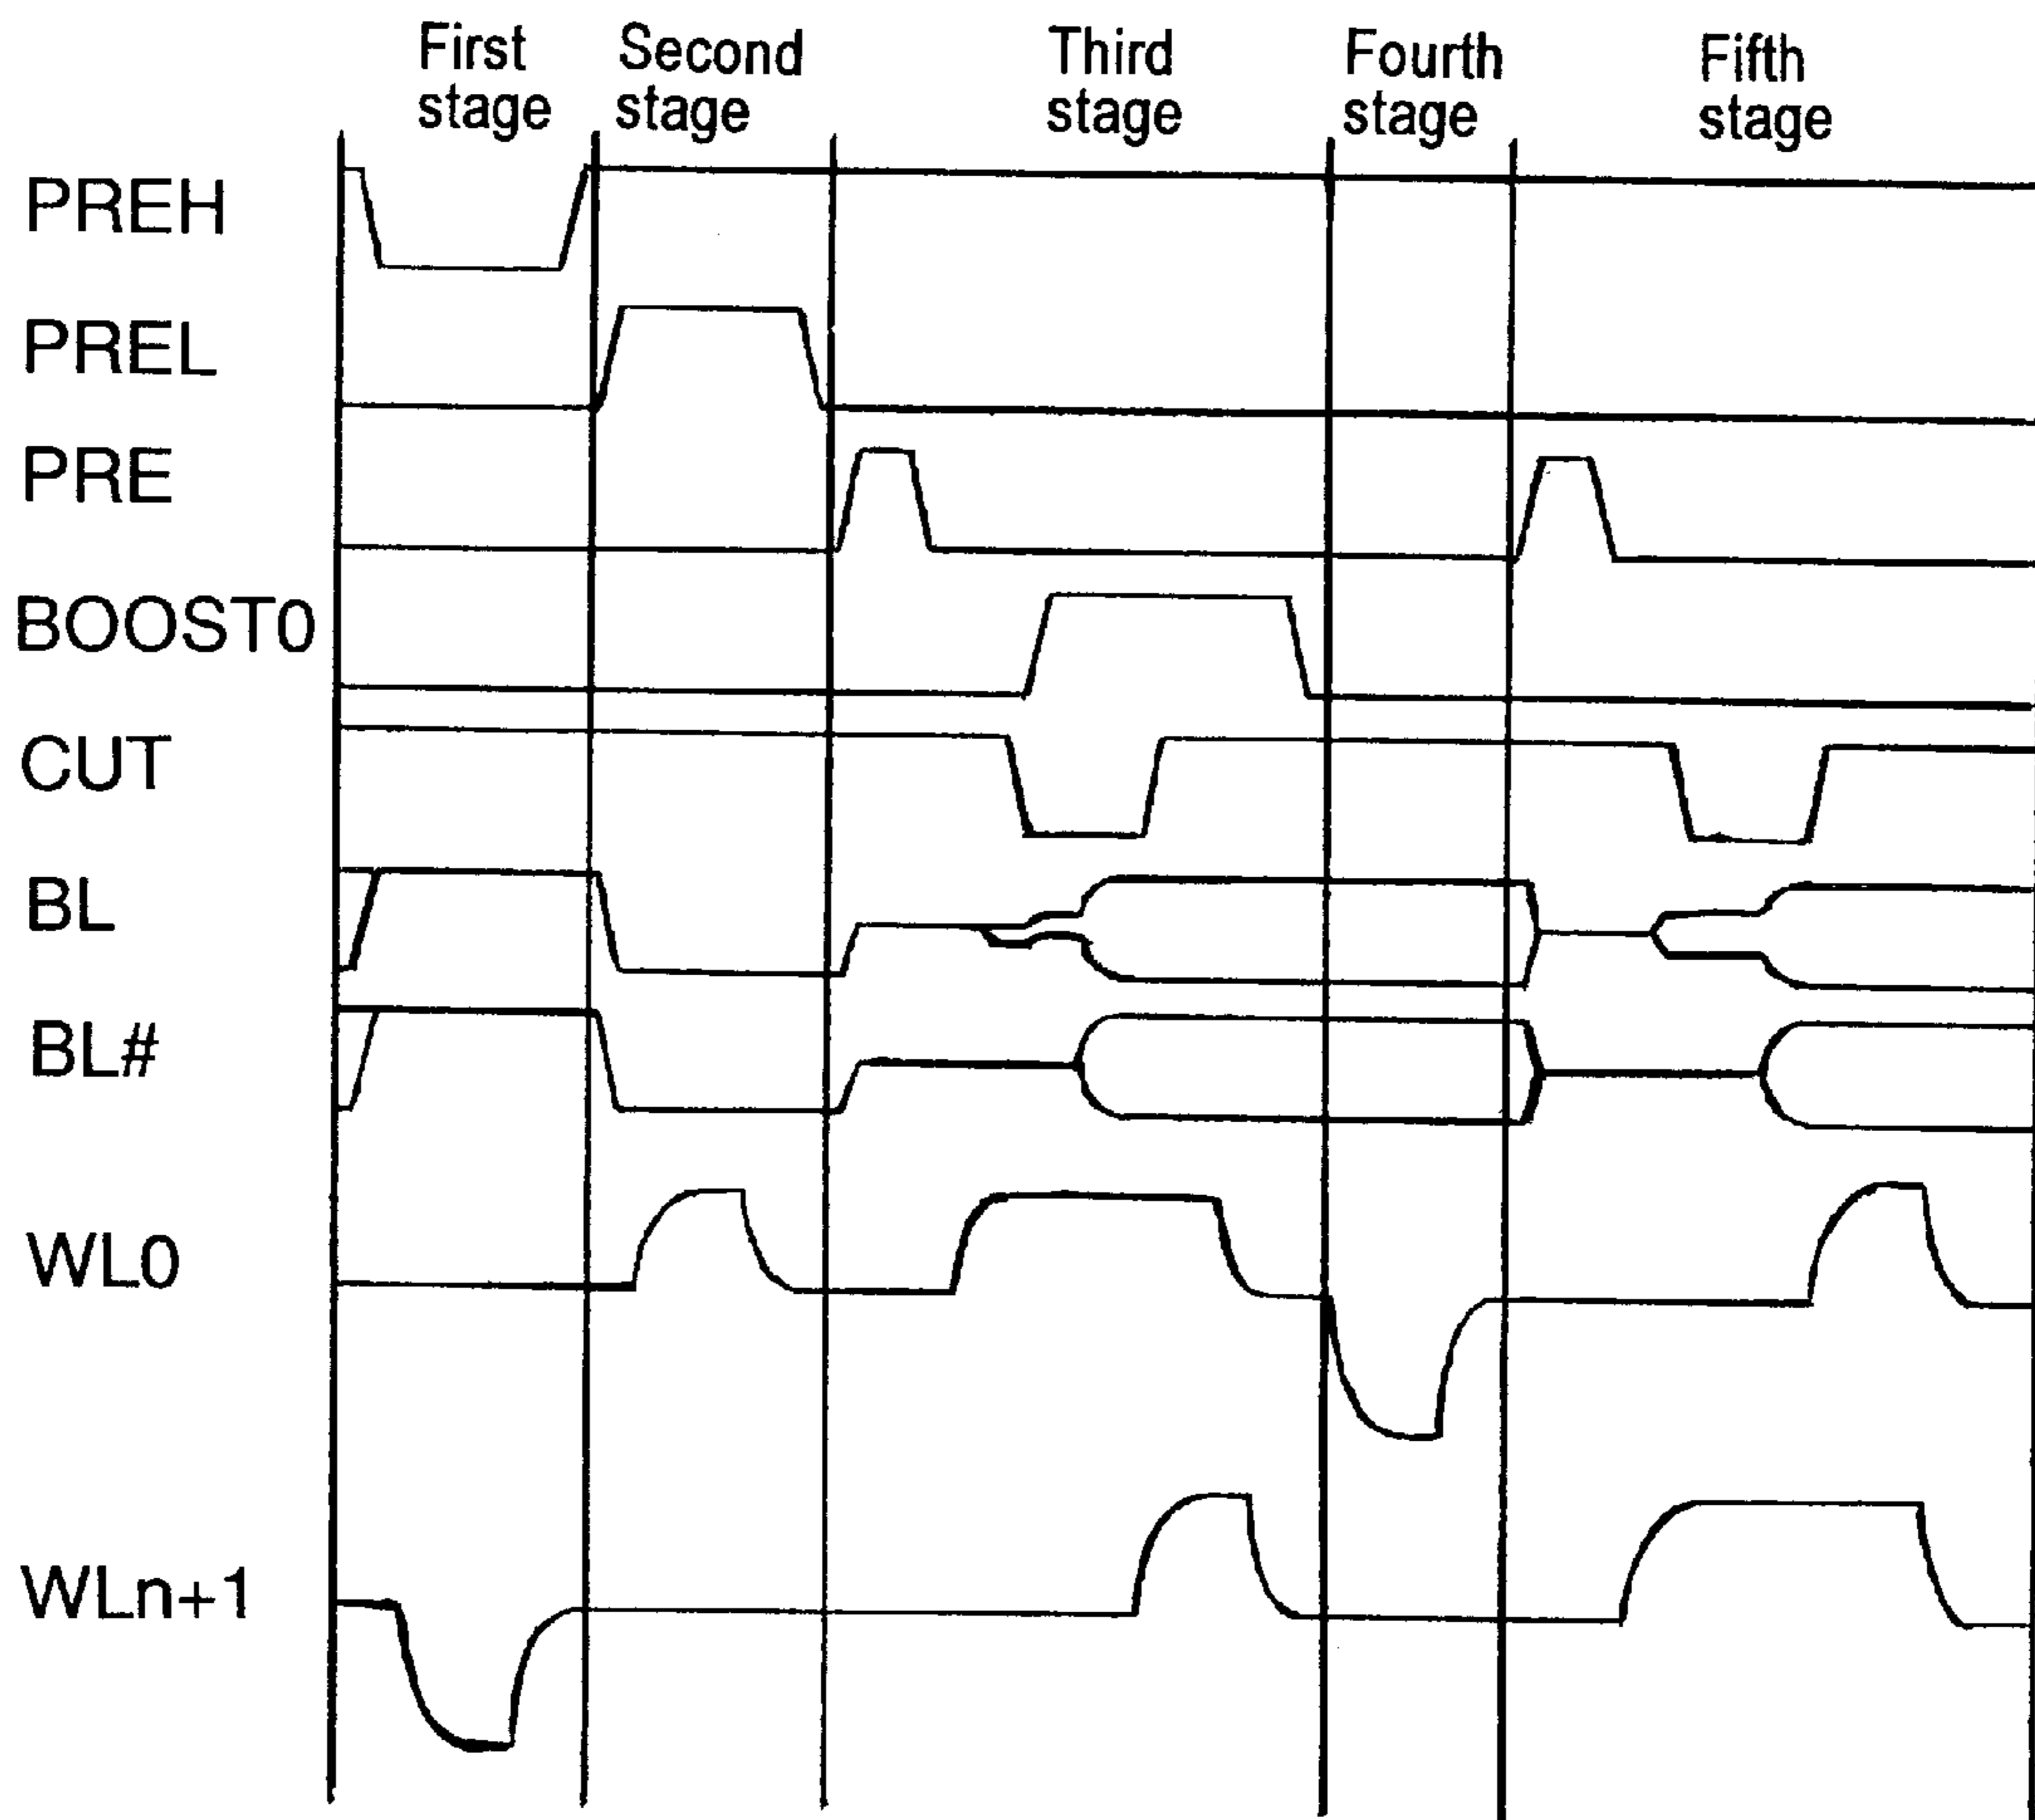 First stage
Second stage
Third stage
Fourth stage
Fifth stage
PREH
PREL
PRE
BOOST0
CUT
BL
BL#
WL0
WLn+1